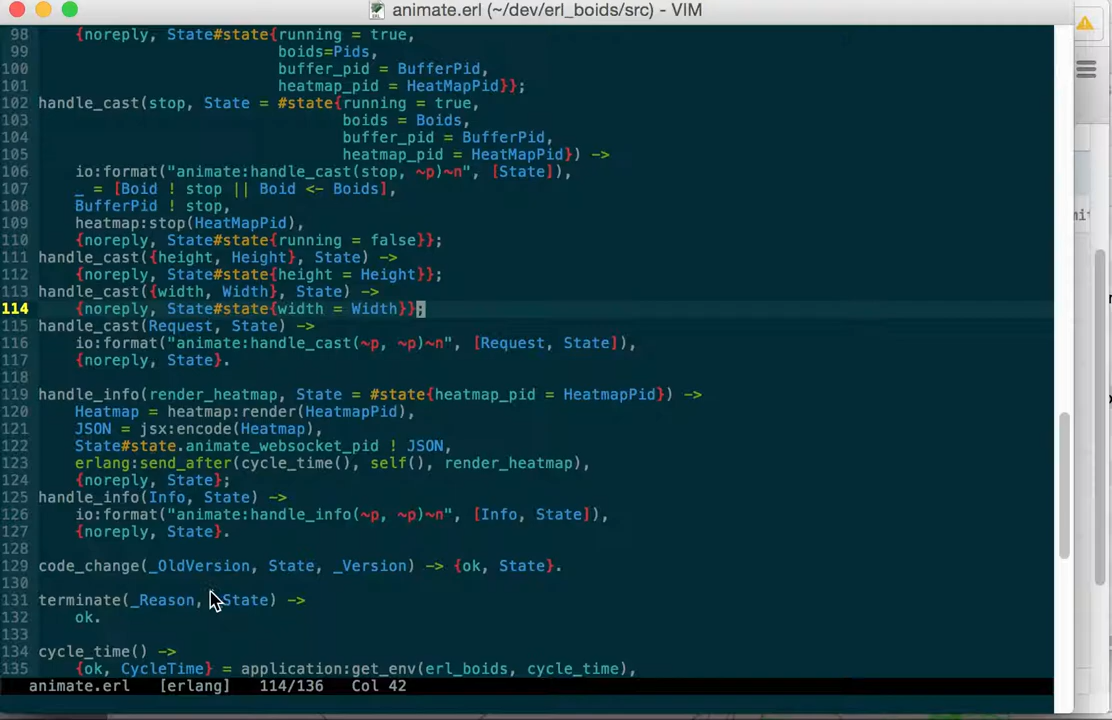 animate.erl (~/dev/erl_boids/src) - VIM
98     {noreply, State#state{running = true,
99                           boids=Pids,
100                           buffer_pid = BufferPid,
101                           heatmap_pid = HeatMapPid}};
102 handle_cast(stop, State = #state{running = true,
103                                  boids = Boids,
104                                  buffer_pid = BufferPid,
105                                  heatmap_pid = HeatMapPid}) ->
106     io:format("animate:handle_cast(stop, ~p)~n", [State]),
107     _ = [Boid ! stop || Boid <- Boids],
108     BufferPid ! stop,
109     heatmap:stop(HeatMapPid),
110     {noreply, State#state{running = false}};
111 handle_cast({height, Height}, State) ->
112     {noreply, State#state{height = Height}};
113 handle_cast({width, Width}, State) ->
114     {noreply, State#state{width = Width}};
115 handle_cast(Request, State) ->
116     io:format("animate:handle_cast(~p, ~p)~n", [Request, State]),
117     {noreply, State}.
118
119 handle_info(render_heatmap, State = #state{heatmap_pid = HeatmapPid}) ->
120     Heatmap = heatmap:render(HeatmapPid),
121     JSON = jsx:encode(Heatmap),
122     State#state.animate_websocket_pid ! JSON,
123     erlang:send_after(cycle_time(), self(), render_heatmap),
124     {noreply, State};
125 handle_info(Info, State) ->
126     io:format("animate:handle_info(~p, ~p)~n", [Info, State]),
127     {noreply, State}.
128
129 code_change(_OldVersion, State, _Version) -> {ok, State}.
130
131 terminate(_Reason, _State) ->
132     ok.
133
134 cycle_time() ->
135     {ok, CycleTime} = application:get_env(erl_boids, cycle_time),
animate.erl [erlang] 114/136 Col 42